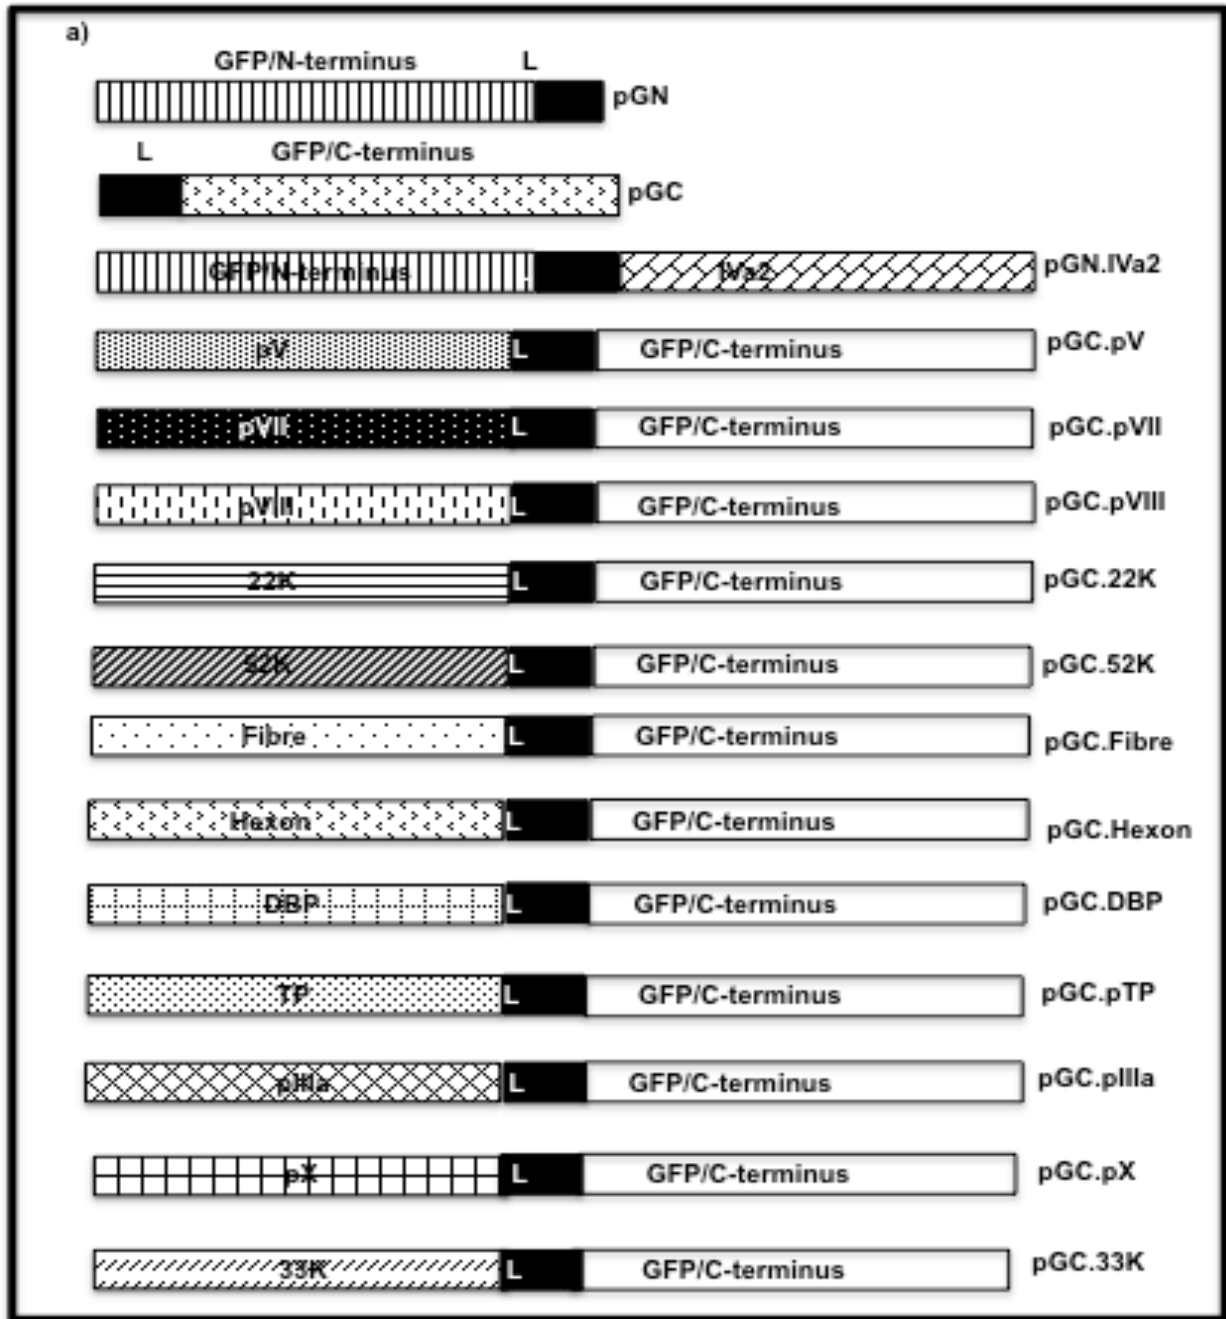 a)
GFP/N-terminus L
pGN
L GFP/C-terminus
pGC
GFP/N-terminus IVa2 pGN.IVa2
pV L GFP/C-terminus pGC.pV
pVII L GFP/C-terminus pGC.pVII
pVIII L GFP/C-terminus pGC.pVIII
22K L GFP/C-terminus pGC.22K
52K L GFP/C-terminus pGC.52K
Fibre L GFP/C-terminus pGC.Fibre
Hexon L GFP/C-terminus pGC.Hexon
DBP L GFP/C-terminus pGC.DBP
TP L GFP/C-terminus pGC.pTP
pIIIa L GFP/C-terminus pGC.pIIIa
pX L GFP/C-terminus pGC.pX
33K L GFP/C-terminus pGC.33K